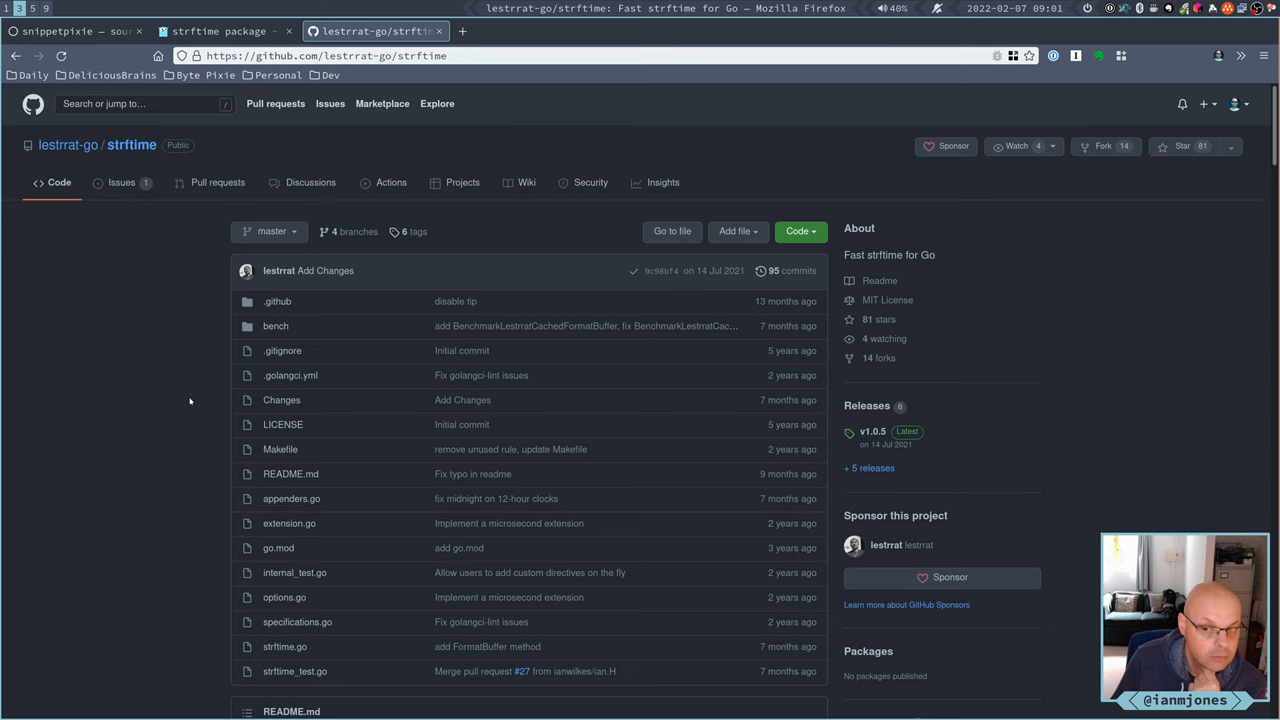 1 3 5 9 lestrrat-go/strftime: Fast strftime for Go — Mozilla Firefox 40% 2022-02-07 09:01
snippetpixie — sour × strftime package - × lestrrat-go/strftim × +
https://github.com/lestrrat-go/strftime
Daily DeliciousBrains Byte Pixie Personal Dev
Search or jump to… / Pull requests Issues Marketplace Explore
lestrrat-go / strftime Public Sponsor Watch 4 Fork 14 Star 81
Code Issues 1 Pull requests Discussions Actions Projects Wiki Security Insights
master 4 branches 6 tags Go to file Add file Code
About
Fast strftime for Go
Readme
MIT License
81 stars
4 watching
14 forks
lestrrat Add Changes 9c98bf4 on 14 Jul 2021 95 commits
.github disable tip 13 months ago
bench add BenchmarkLestrratCachedFormatBuffer, fix BenchmarkLestrratCac… 7 months ago
.gitignore Initial commit 5 years ago
.golangci.yml Fix golangci-lint issues 2 years ago
Changes Add Changes 7 months ago
LICENSE Initial commit 5 years ago
Makefile remove unused rule, update Makefile 2 years ago
README.md Fix typo in readme 9 months ago
appenders.go fix midnight on 12-hour clocks 7 months ago
extension.go Implement a microsecond extension 2 years ago
go.mod add go.mod 3 years ago
internal_test.go Allow users to add custom directives on the fly 2 years ago
options.go Implement a microsecond extension 2 years ago
specifications.go Fix golangci-lint issues 2 years ago
strftime.go add FormatBuffer method 7 months ago
strftime_test.go Merge pull request #27 from ianwilkes/ian.H 7 months ago
README.md
Releases 6
v1.0.5 Latest
on 14 Jul 2021
+ 5 releases
Sponsor this project
lestrrat lestrrat
Sponsor
Learn more about GitHub Sponsors
Packages
No packages published
@ianmjones